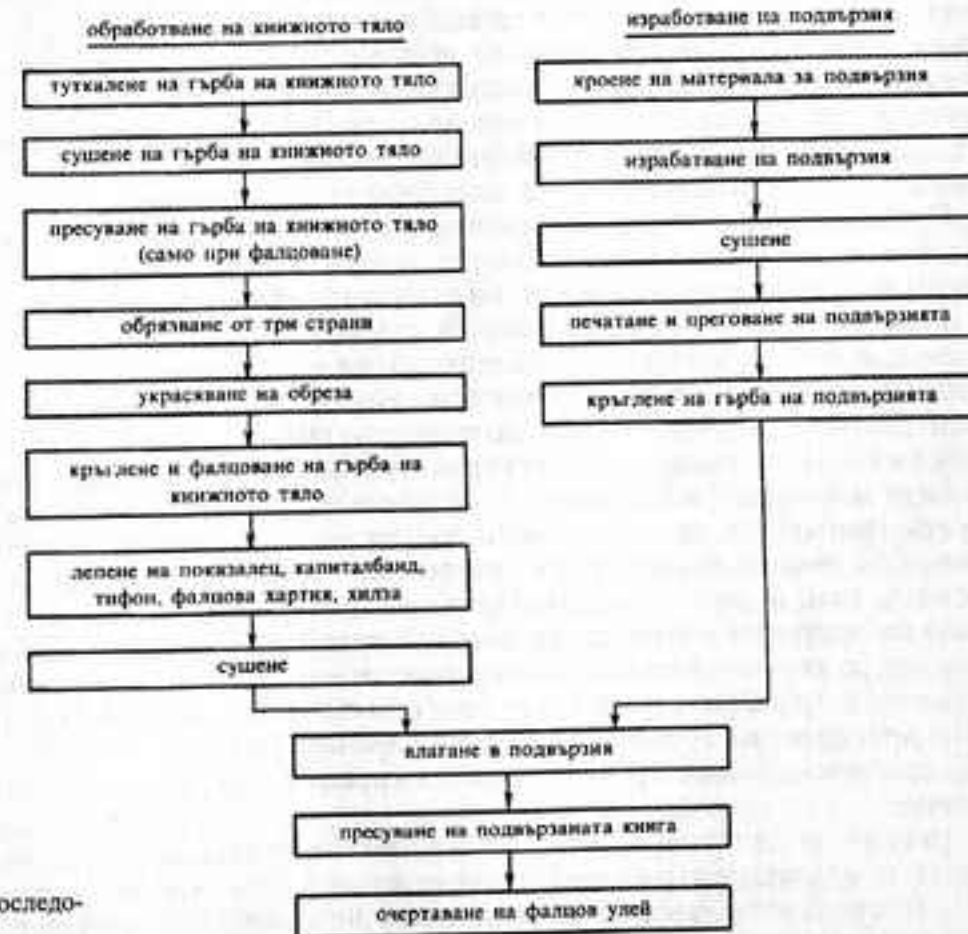 обработване на книжното тяло
туткалене на гърба на книжното тяло
сушене на гърба на книжното тяло
пресуване на гърба на книжното тяло
(само при фалцоване)
обрязване от три страни
украсяване на обреза
кръглене и фалцоване на гърба на
книжното тяло
лепене на показалец, капиталбанд,
тифон, фалцова хартия, хилза
сушене
изработване на подвързия
кроене на материала за подвързия
израбатване на подвързия
сушене
печатане и преговане на подвързията
кръглене на гърба на подвързията
влагане в подвързия
пресуване на подвързаната книга
очертаване на фалцов улей
оследо-